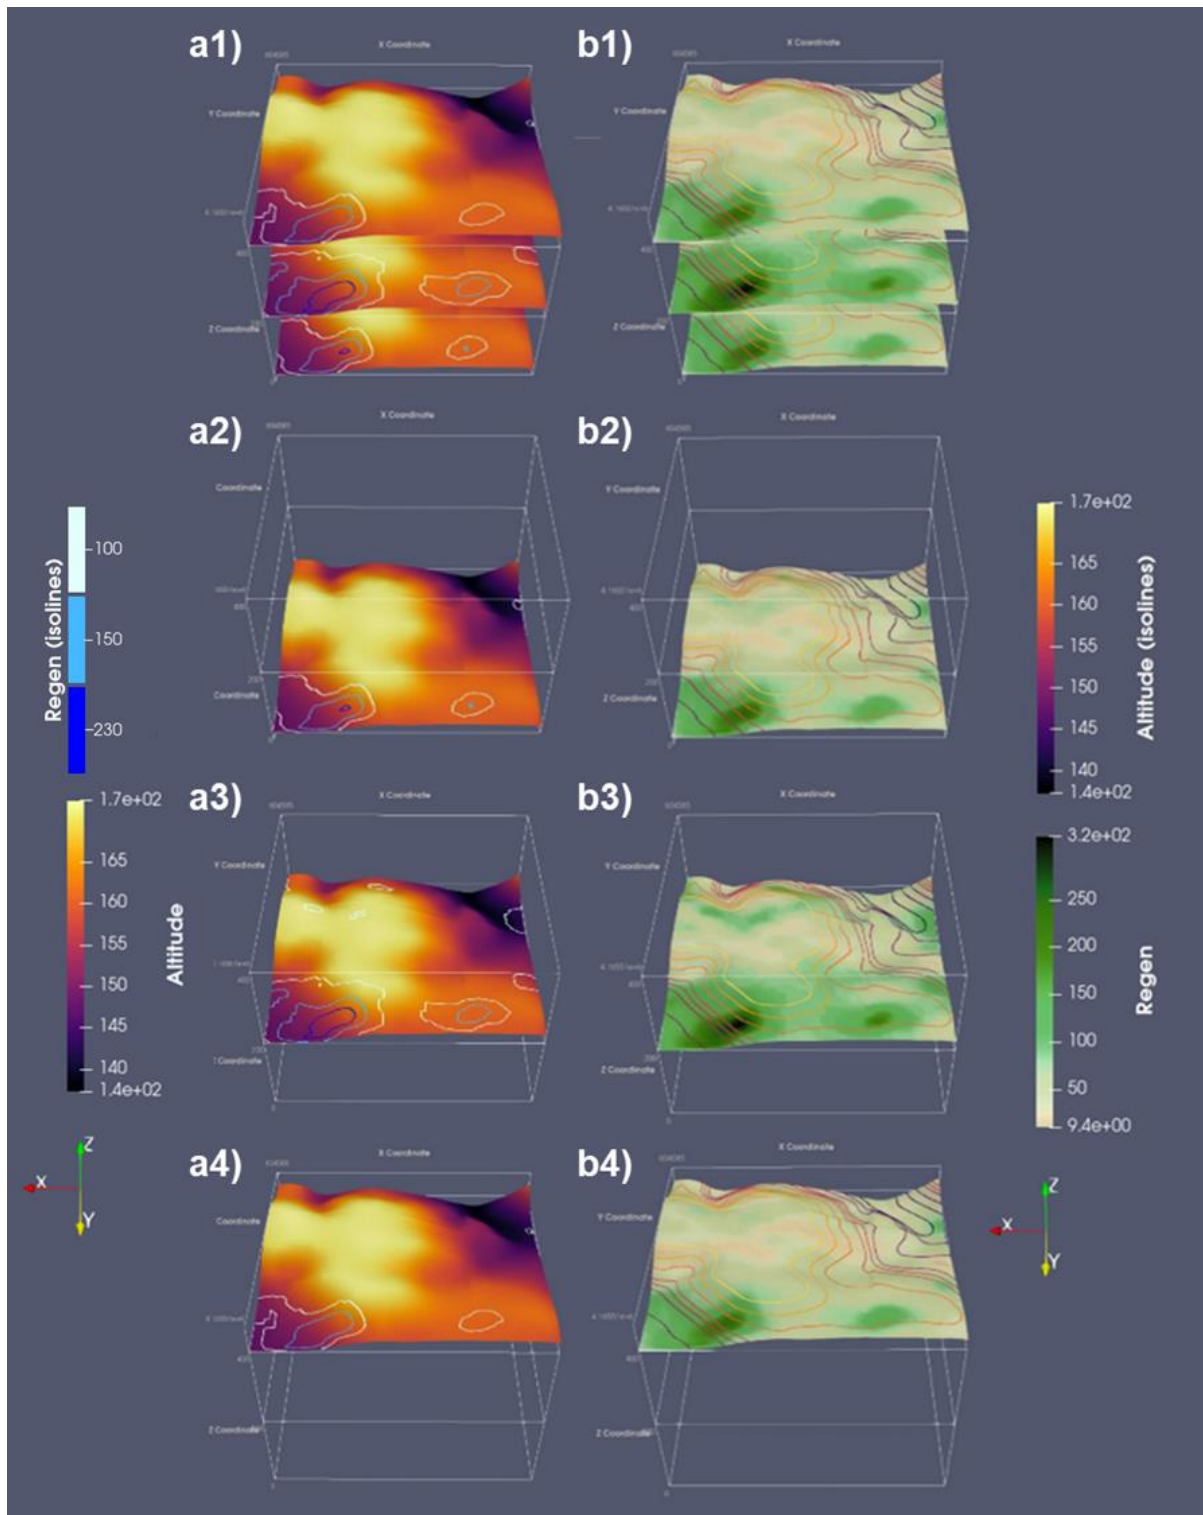 a1)
b1)
X Coordinate
X Coordinate
Y Coordinate
Y Coordinate
Z Coordinate
Z Coordinate
a2)
b2)
X Coordinate
X Coordinate
Coordinate
Y Coordinate
Coordinate
Z Coordinate
Regen (isolines)
100
150
230
1.7e+02
165
160
155
150
145
140
1.4e+02
Altitude (isolines)
a3)
b3)
X Coordinate
X Coordinate
Y Coordinate
Y Coordinate
Z Coordinate
1.7e+02
165
160
155
150
145
140
1.4e+02
Altitude
3.2e+02
250
200
150
100
50
9.4e+00
Regen
a4)
b4)
X Coordinate
X Coordinate
Coordinate
Y Coordinate
Z Coordinate
Z Coordinate
Z
X
Y
Z
X
Y